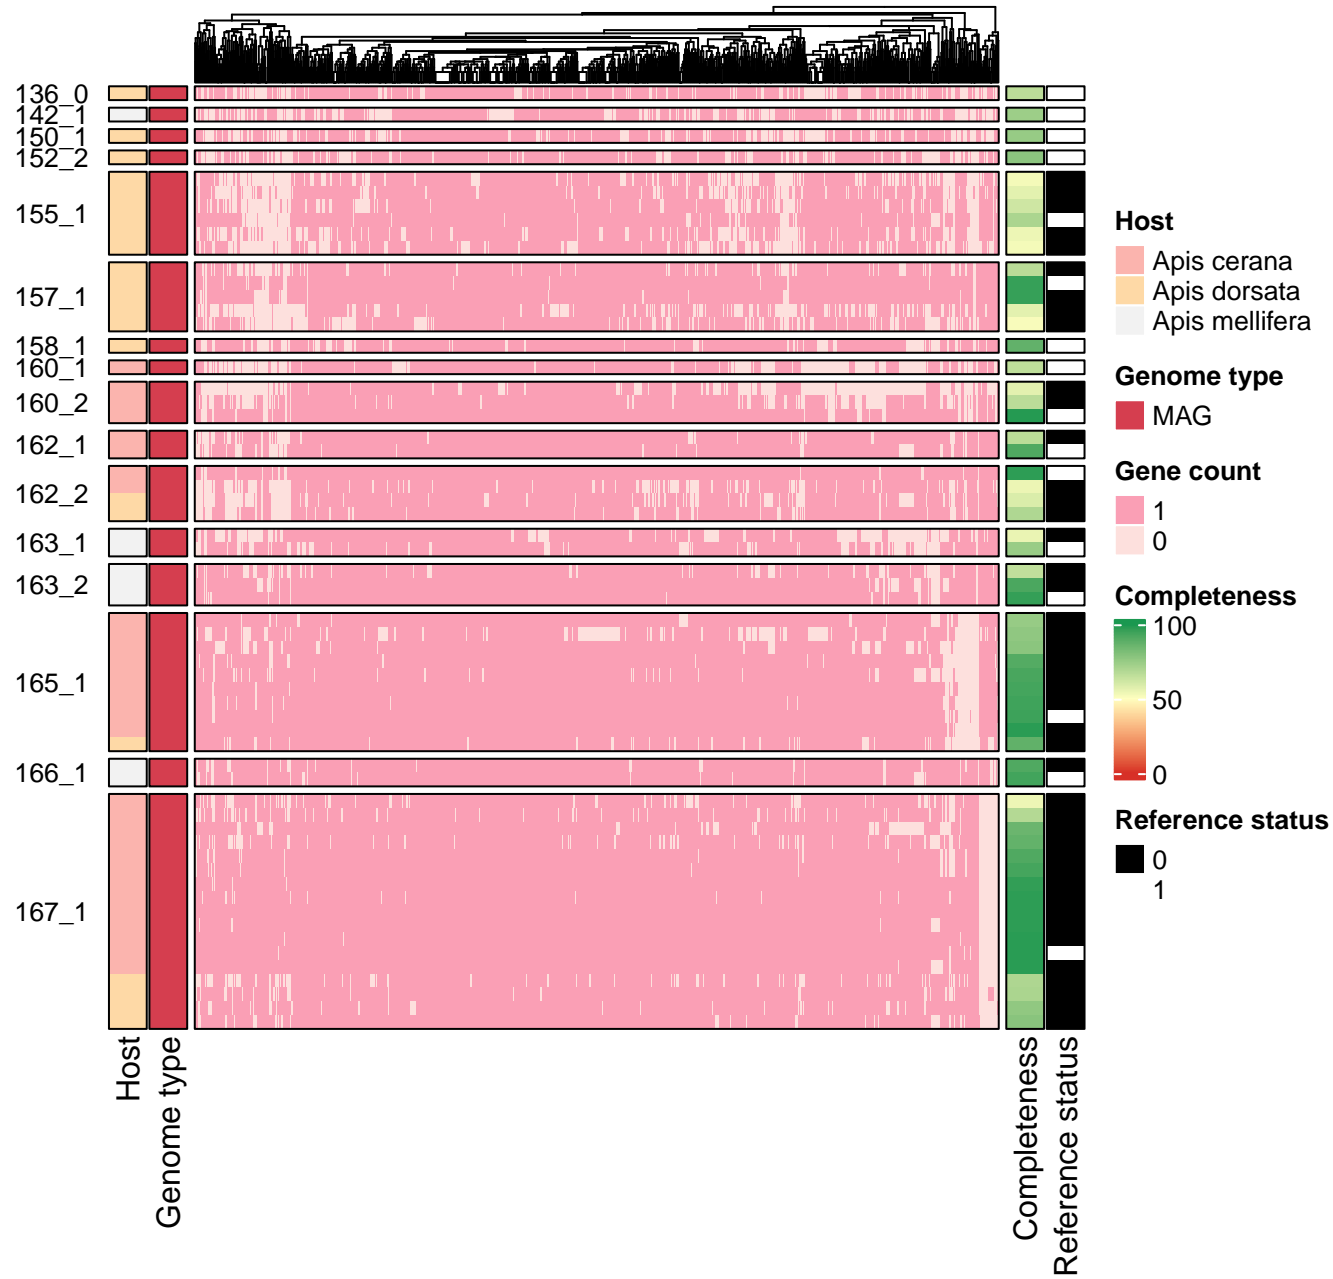 136_0
142_1
150_1
152_2
155_1
157_1
158_1
160_1
160_2
162_1
162_2
163_1
163_2
165_1
166_1
167_1
Host
Genome type
Completeness
Reference status
Host
Apis cerana
Apis dorsata
Apis mellifera
Genome type
MAG
Gene count
1
0
Completeness
100
50
0
Reference status
0
1